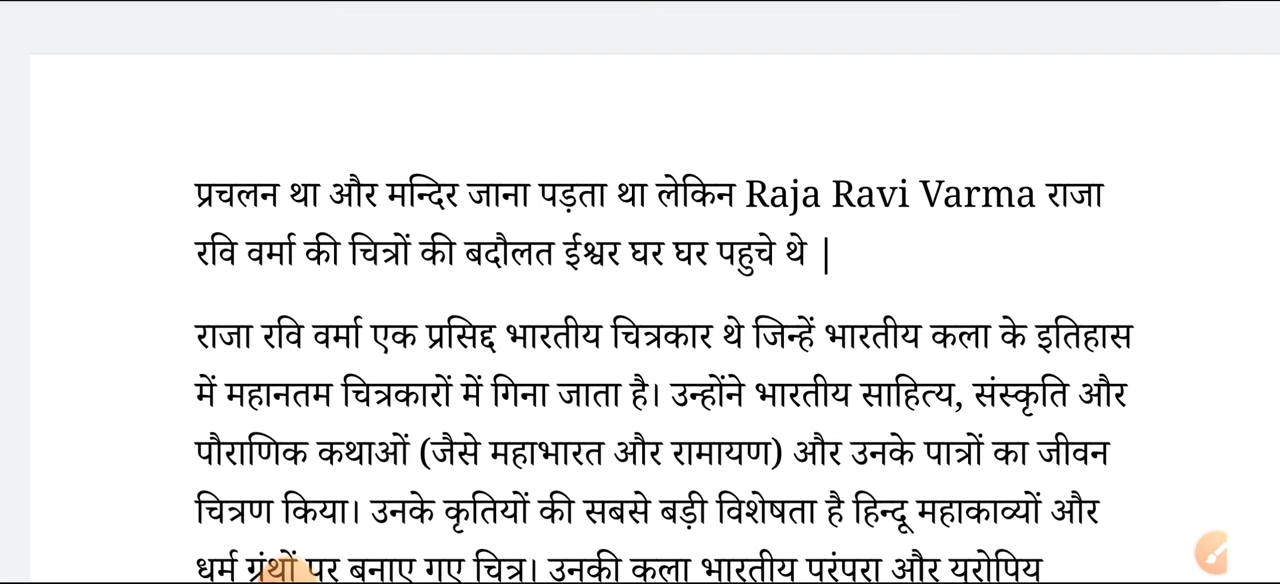 प्रचलन था और मन्दिर जाना पड़ता था लेकिन Raja Ravi Varma राजा
रवि वर्मा की चित्रों की बदौलत ईश्वर घर घर पहुचे थे |
राजा रवि वर्मा एक प्रसिद्द भारतीय चित्रकार थे जिन्हें भारतीय कला के इतिहास
में महानतम चित्रकारों में गिना जाता है। उन्होंने भारतीय साहित्य, संस्कृति और
पौराणिक कथाओं (जैसे महाभारत और रामायण) और उनके पात्रों का जीवन
चित्रण किया। उनके कृतियों की सबसे बड़ी विशेषता है हिन्दू महाकाव्यों और
धर्म ग्रंथों पर बनाए गए चित्र। उनकी कला भारतीय परंपरा और यूरोपिय